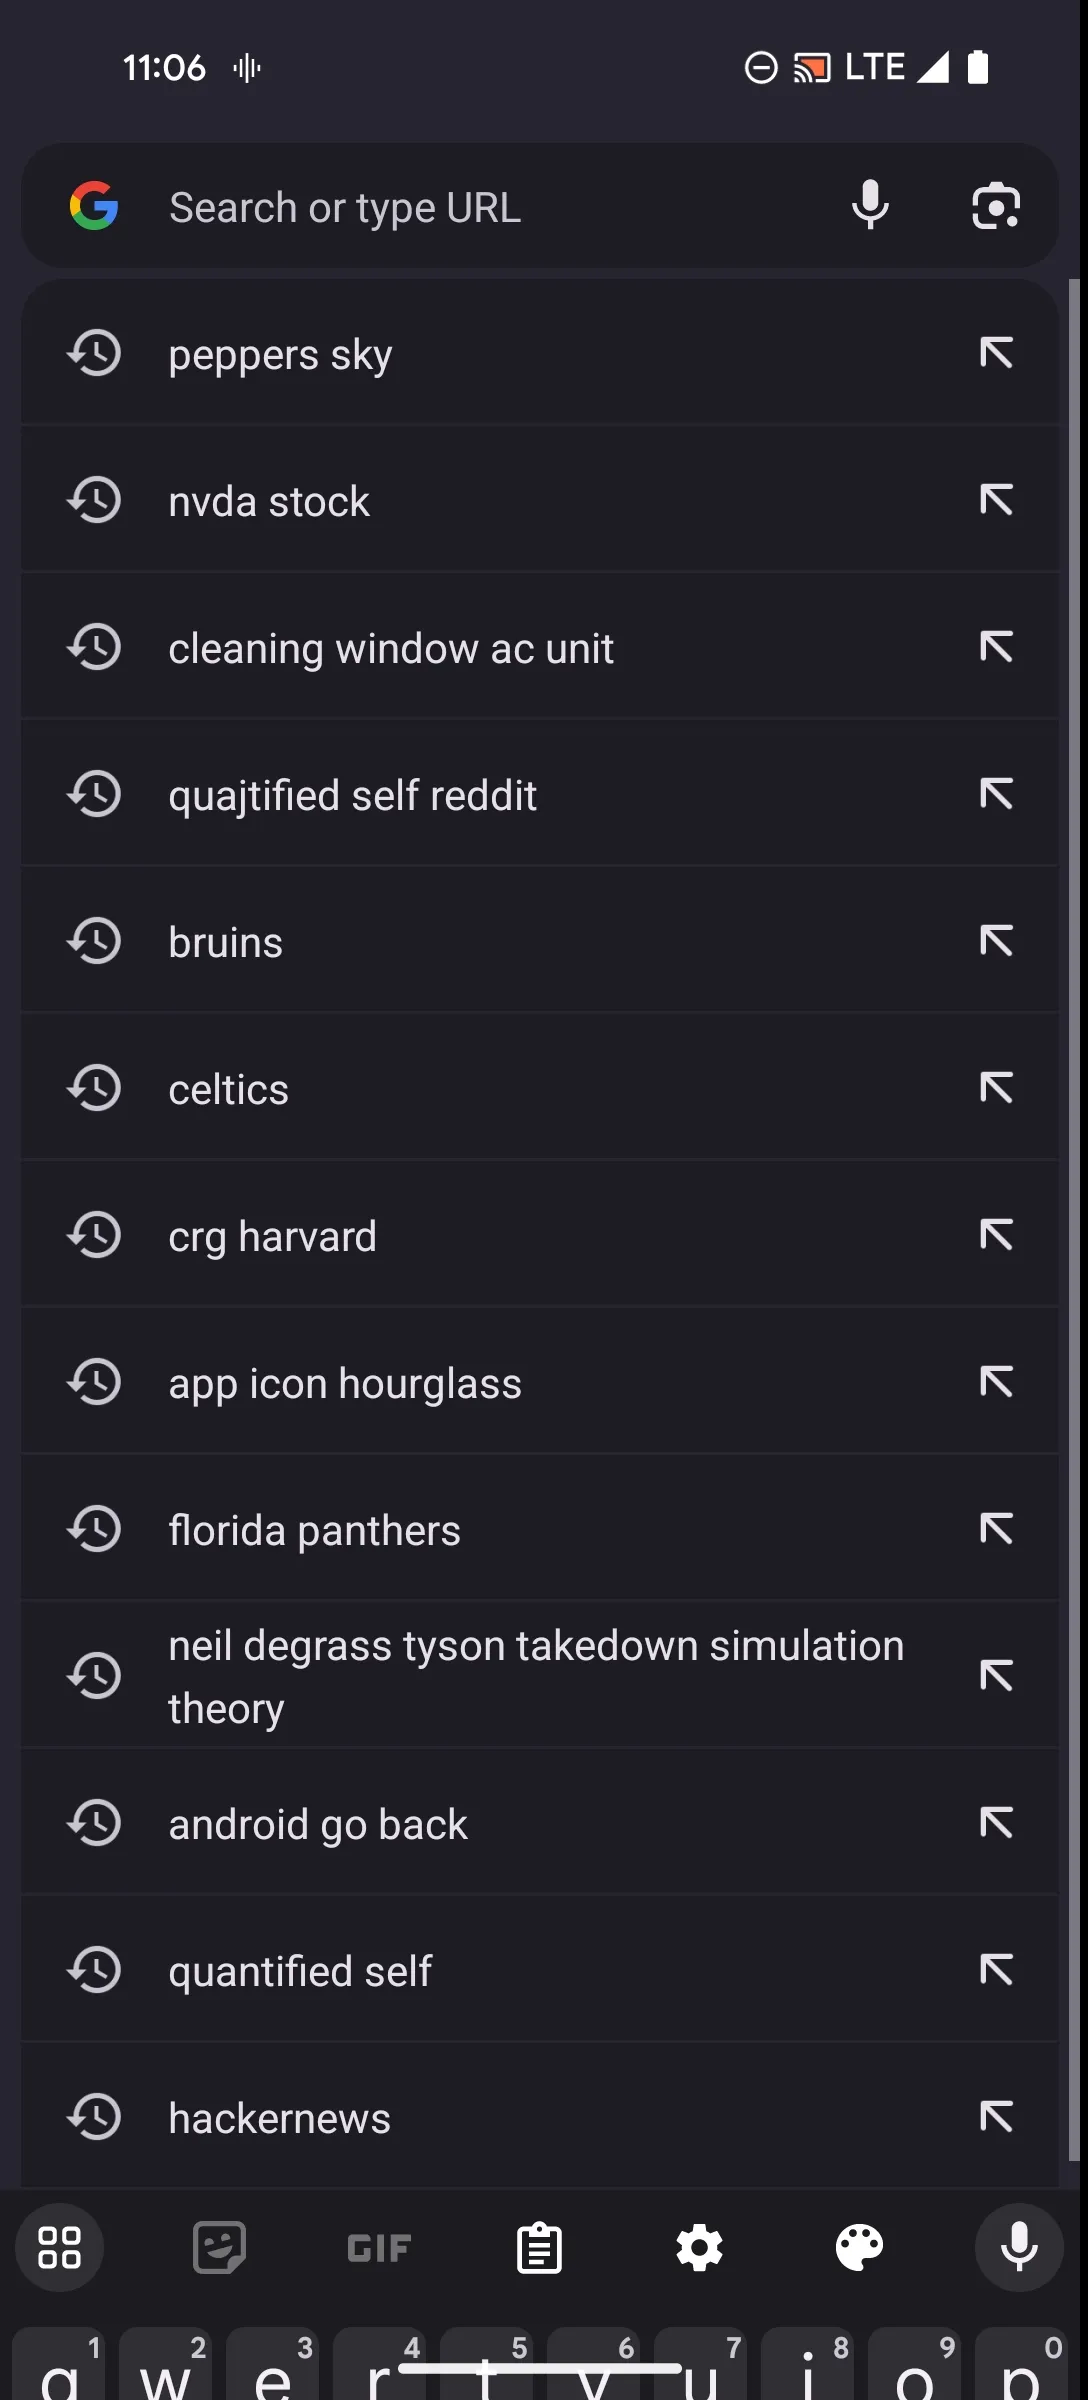 11:06 LTE
Search or type URL
peppers sky
nvda stock
cleaning window ac unit
quajtified self reddit
bruins
celtics
crg harvard
app icon hourglass
florida panthers
neil degrass tyson takedown simulation
theory
android go back
quantified self
hackernews
GIF
1 2 3 4 5 6 7 8 9 0
q w e r t y u i o p